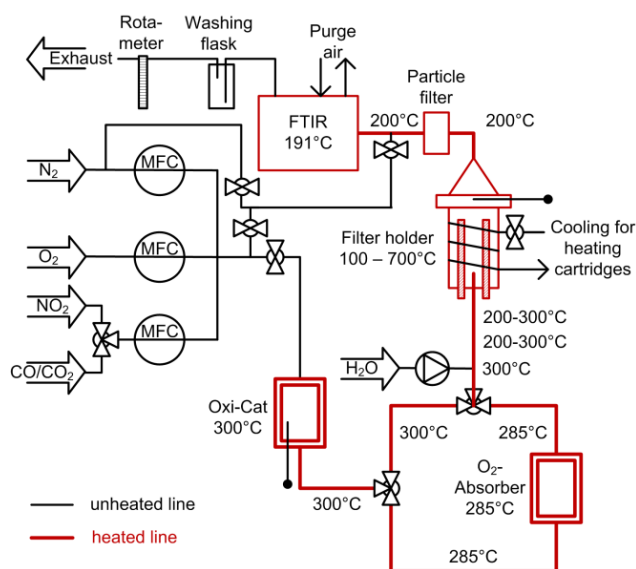 Rota-
meter
Washing
flask
Purge
air
Exhaust
Particle
filter
FTIR
191°C
200°C
200°C
MFC
N₂
Filter holder
100 – 700°C
Cooling for
heating
cartridges
MFC
O₂
NO₂
MFC
CO/CO₂
200-300°C
200-300°C
H₂O
300°C
Oxi-Cat
300°C
300°C
285°C
O₂-
Absorber
285°C
300°C
unheated line
heated line
285°C